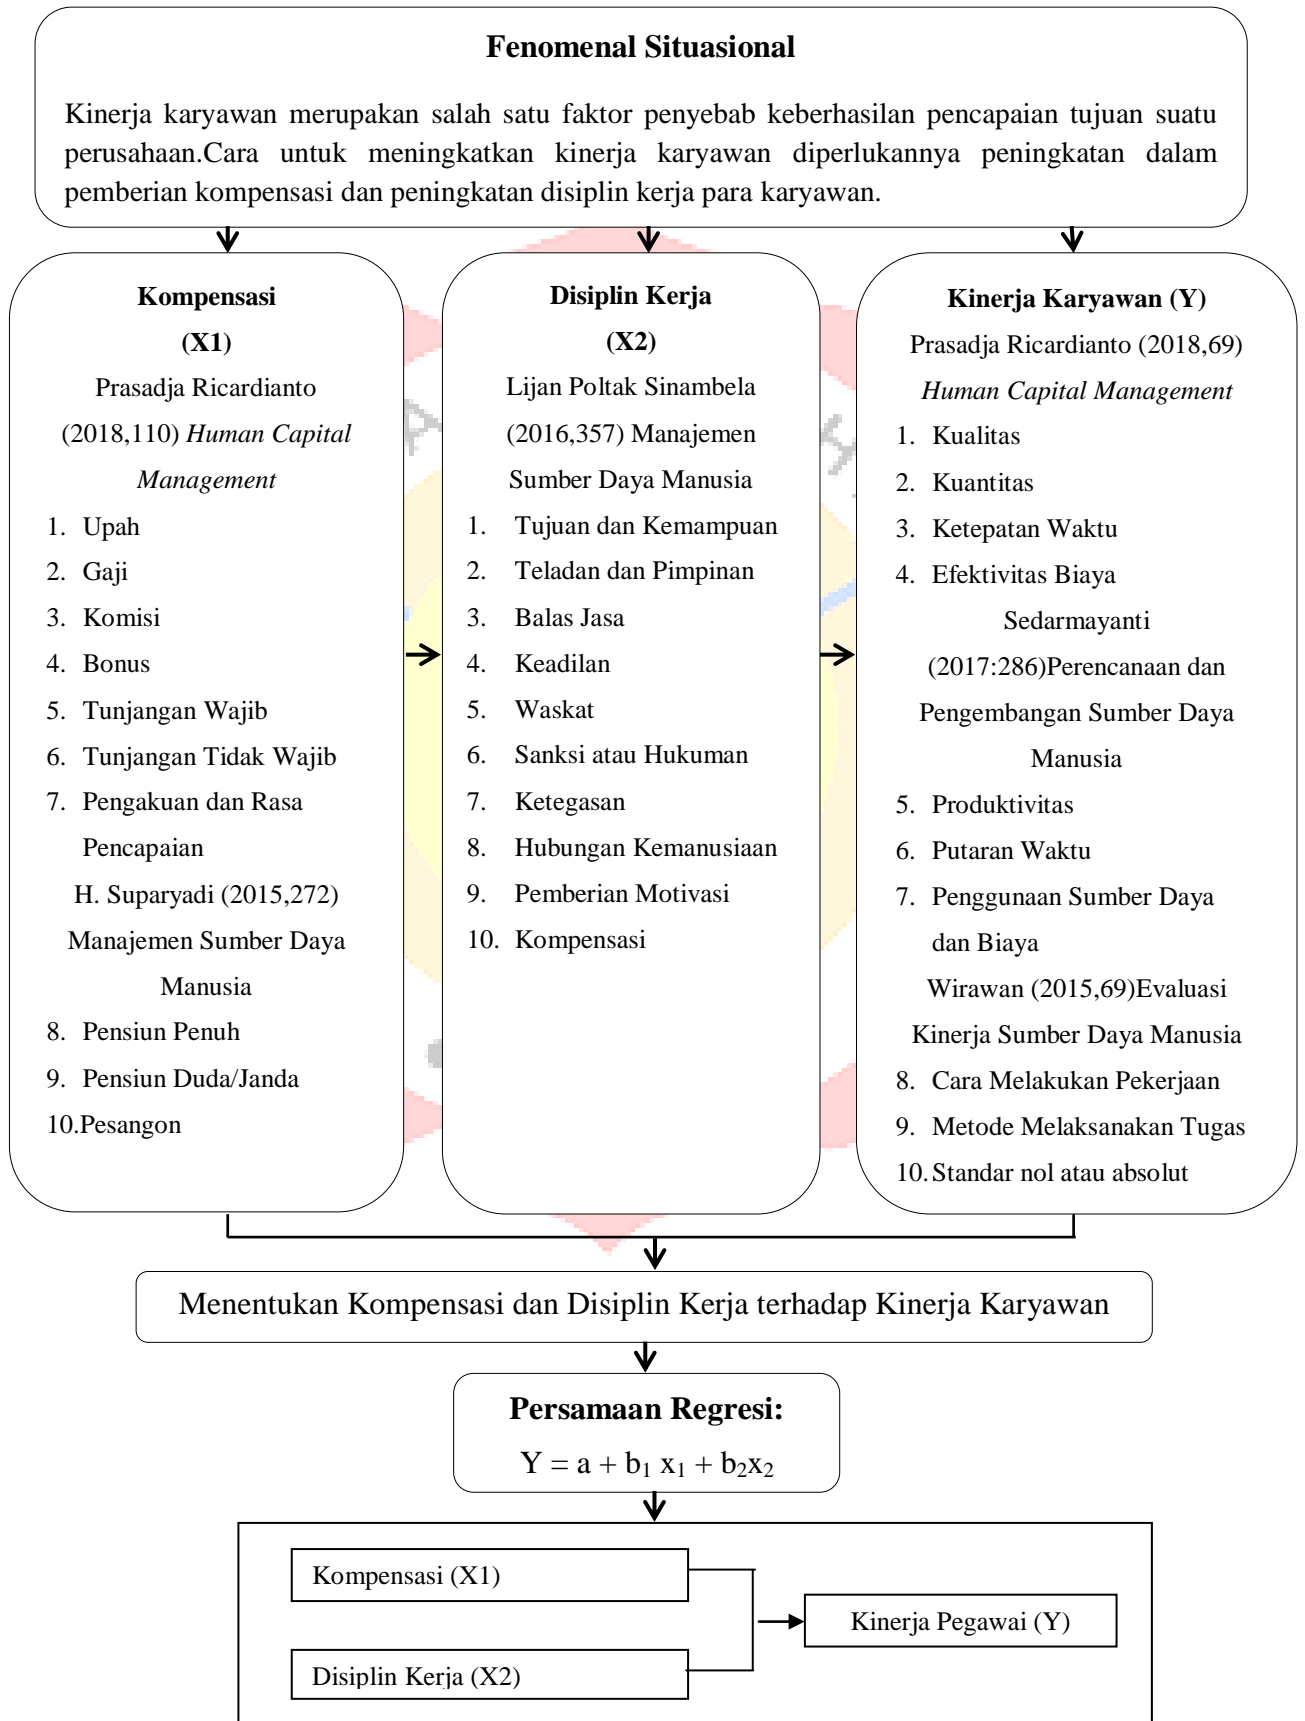 Fenomenal Situasional
Kinerja karyawan merupakan salah satu faktor penyebab keberhasilan pencapaian tujuan suatu
perusahaan.Cara untuk meningkatkan kinerja karyawan diperlukannya peningkatan dalam
pemberian kompensasi dan peningkatan disiplin kerja para karyawan.
Kompensasi
(X1)
Prasadja Ricardianto
(2018,110) Human Capital
Management
1. Upah
2. Gaji
3. Komisi
4. Bonus
5. Tunjangan Wajib
6. Tunjangan Tidak Wajib
7. Pengakuan dan Rasa
Pencapaian
H. Suparyadi (2015,272)
Manajemen Sumber Daya
Manusia
8. Pensiun Penuh
9. Pensiun Duda/Janda
10.Pesangon
Disiplin Kerja
(X2)
Lijan Poltak Sinambela
(2016,357) Manajemen
Sumber Daya Manusia
1. Tujuan dan Kemampuan
2. Teladan dan Pimpinan
3. Balas Jasa
4. Keadilan
5. Waskat
6. Sanksi atau Hukuman
7. Ketegasan
8. Hubungan Kemanusiaan
9. Pemberian Motivasi
10. Kompensasi
Kinerja Karyawan (Y)
Prasadja Ricardianto (2018,69)
Human Capital Management
1. Kualitas
2. Kuantitas
3. Ketepatan Waktu
4. Efektivitas Biaya
Sedarmayanti
(2017:286)Perencanaan dan
Pengembangan Sumber Daya
Manusia
5. Produktivitas
6. Putaran Waktu
7. Penggunaan Sumber Daya
dan Biaya
Wirawan (2015,69)Evaluasi
Kinerja Sumber Daya Manusia
8. Cara Melakukan Pekerjaan
9. Metode Melaksanakan Tugas
10. Standar nol atau absolut
Menentukan Kompensasi dan Disiplin Kerja terhadap Kinerja Karyawan
Persamaan Regresi:
Y = a + b₁ x₁ + b₂x₂
Kompensasi (X1)
Kinerja Pegawai (Y)
Disiplin Kerja (X2)